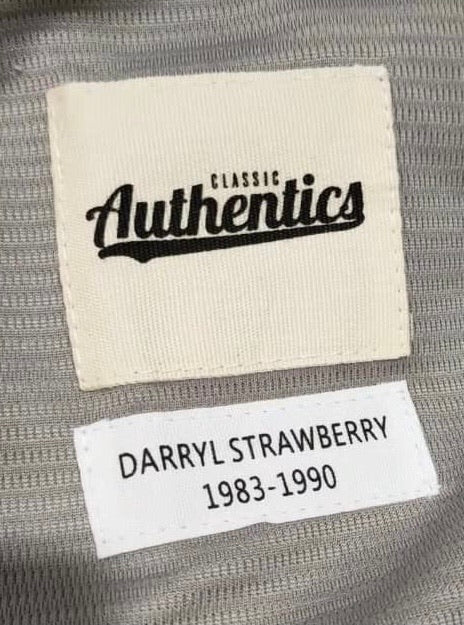 CLASSIC
Authentics
DARRYL STRAWBERRY
1983-1990